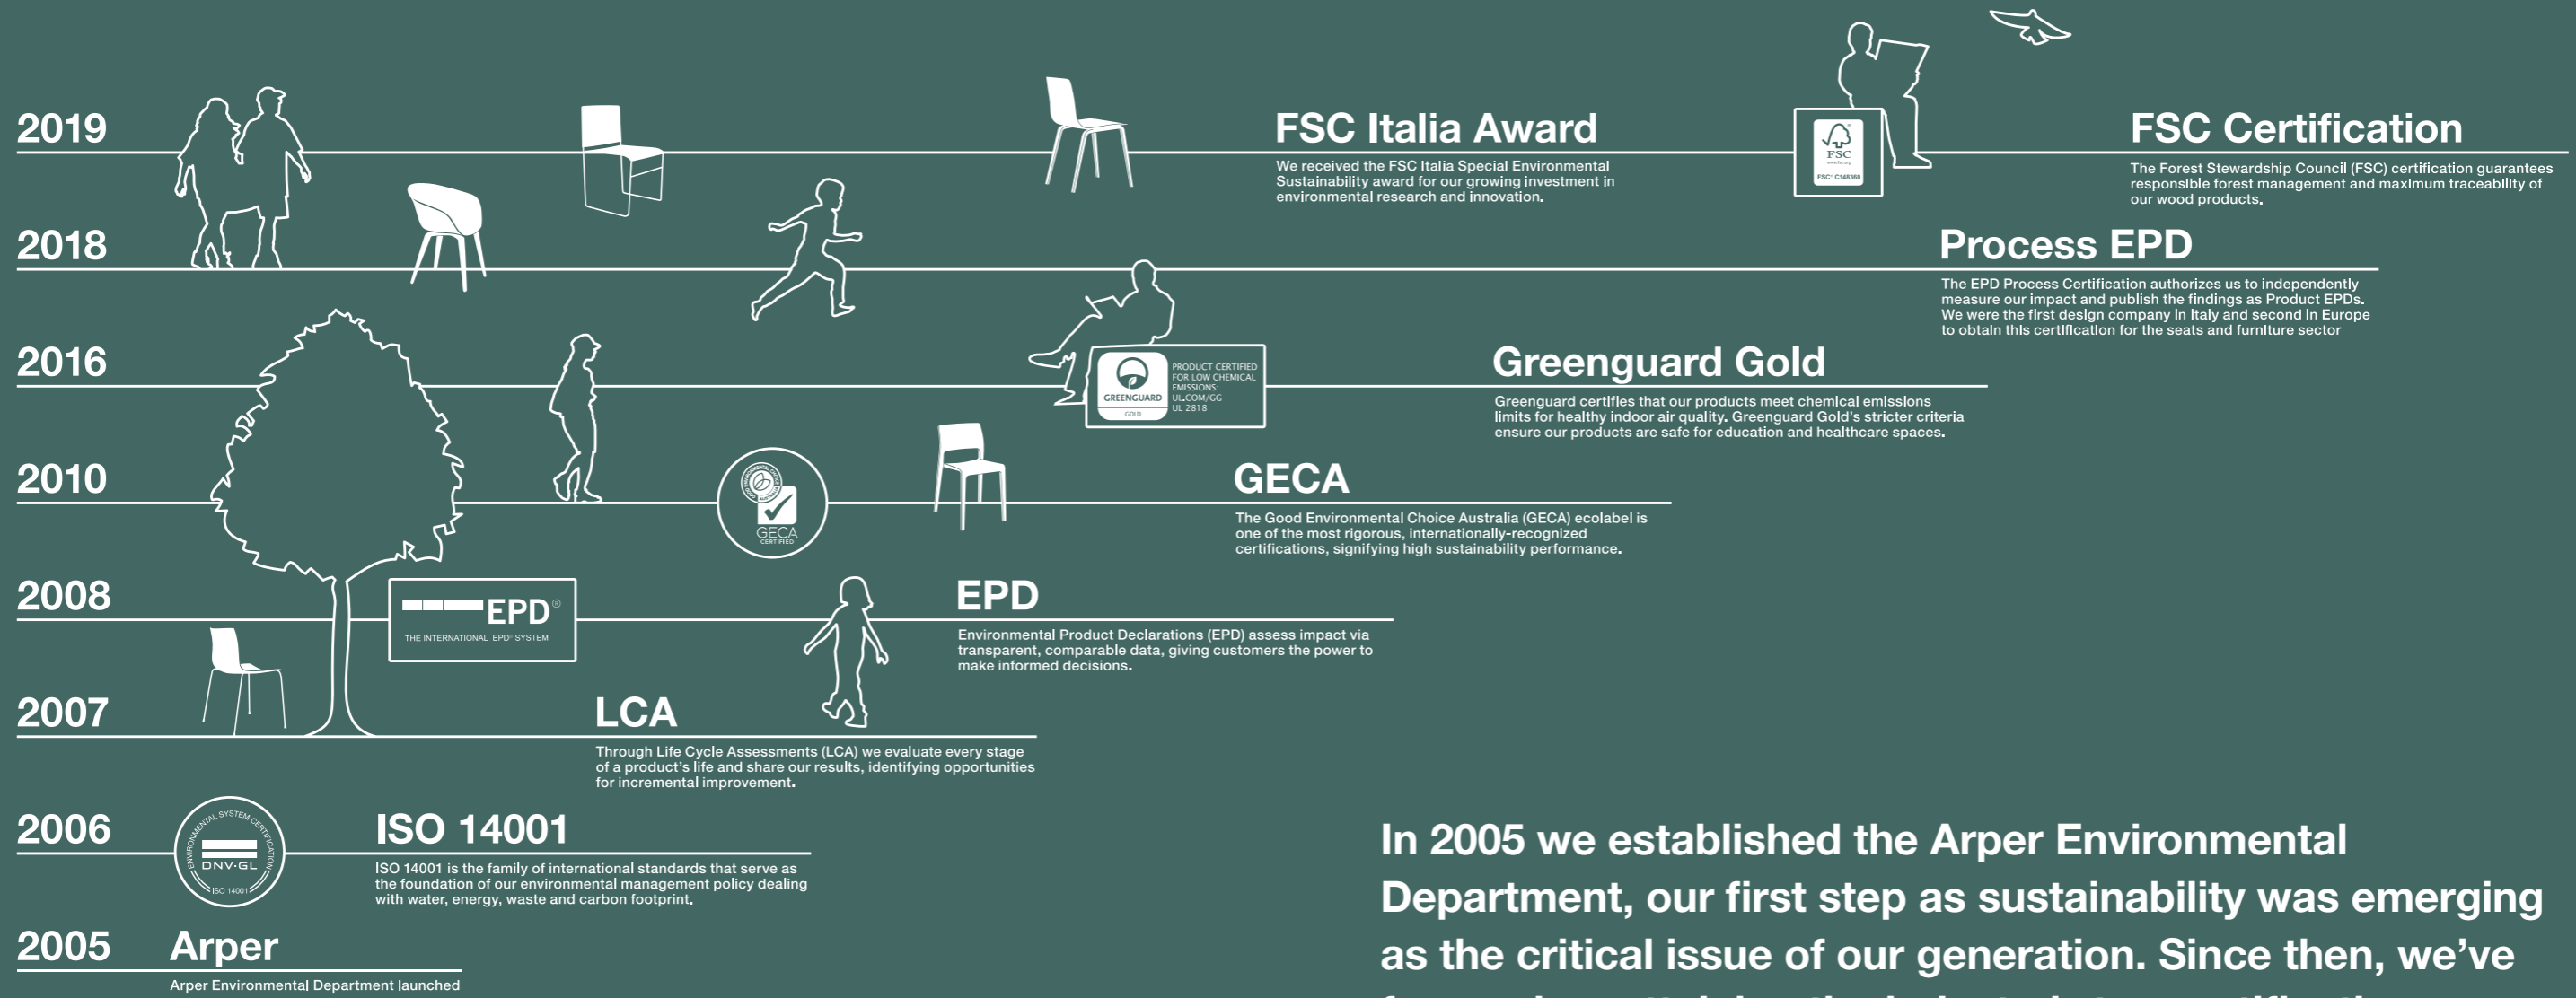 2019
FSC Italia Award
We received the FSC Italia Special Environmental
Sustainability award for our growing investment in
environmental research and innovation.
FSC
www.fsc.org
FSC® C148360
FSC Certification
The Forest Stewardship Council (FSC) certification guarantees
responsible forest management and maximum traceability of
our wood products.
2018
Process EPD
The EPD Process Certification authorizes us to independently
measure our impact and publish the findings as Product EPDs.
We were the first design company in Italy and second in Europe
to obtain this certification for the seats and furniture sector
2016
GREENGUARD
GOLD
PRODUCT CERTIFIED
FOR LOW CHEMICAL
EMISSIONS:
UL.COM/GG
UL 2818
Greenguard Gold
Greenguard certifies that our products meet chemical emissions
limits for healthy indoor air quality. Greenguard Gold's stricter criteria
ensure our products are safe for education and healthcare spaces.
2010
GECA
CERTIFIED
GECA
The Good Environmental Choice Australia (GECA) ecolabel is
one of the most rigorous, internationally-recognized
certifications, signifying high sustainability performance.
2008
EPD®
THE INTERNATIONAL EPD® SYSTEM
EPD
Environmental Product Declarations (EPD) assess impact via
transparent, comparable data, giving customers the power to
make informed decisions.
2007
LCA
Through Life Cycle Assessments (LCA) we evaluate every stage
of a product's life and share our results, identifying opportunities
for incremental improvement.
2006
ENVIRONMENTAL SYSTEM CERTIFICATION
DNV·GL
ISO 14001
ISO 14001
ISO 14001 is the family of international standards that serve as
the foundation of our environmental management policy dealing
with water, energy, waste and carbon footprint.
2005
Arper
Arper Environmental Department launched
In 2005 we established the Arper Environmental
Department, our first step as sustainability was emerging
as the critical issue of our generation. Since then, we've